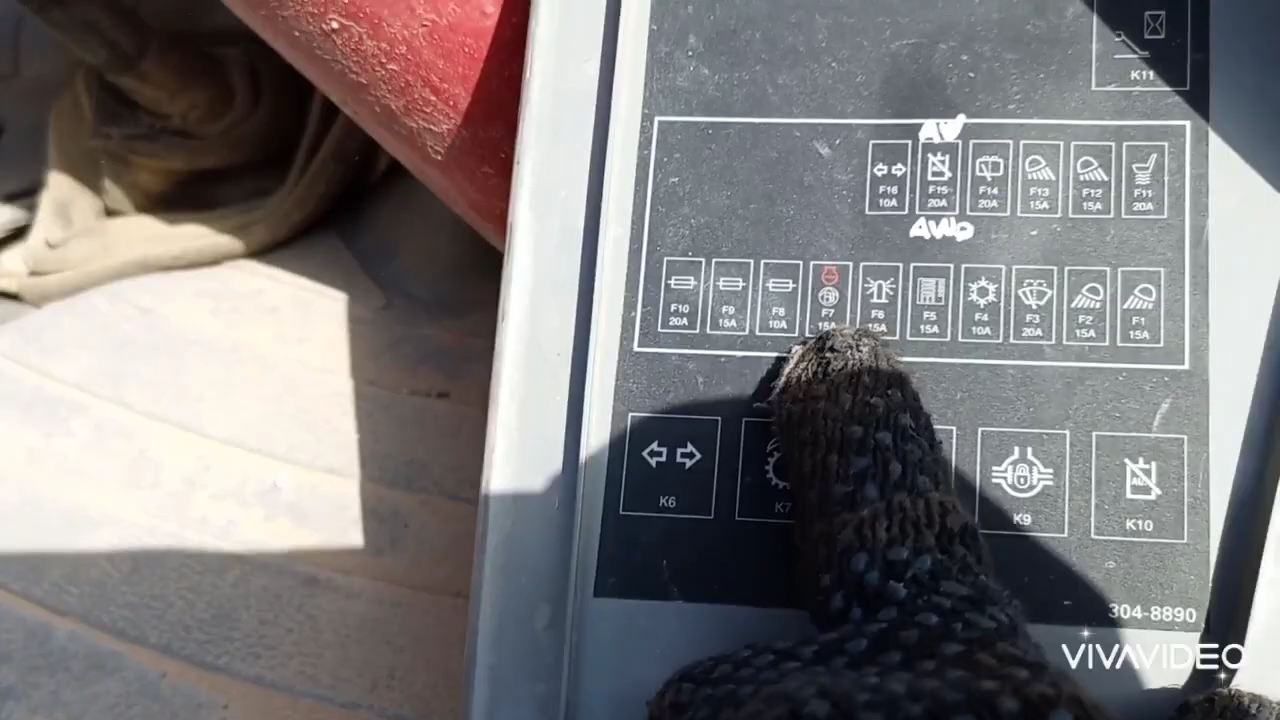 K11
AW
F16 F15 F14 F13 F12 F11
10A 20A 20A 15A 15A 20A
AWD
F10 F9 F8 F7 F6 F5 F4 F3 F2 F1
20A 15A 10A 15A 15A 15A 10A 20A 15A 15A
K6 K7 K9 K10
304-8890
VIVAVIDEO